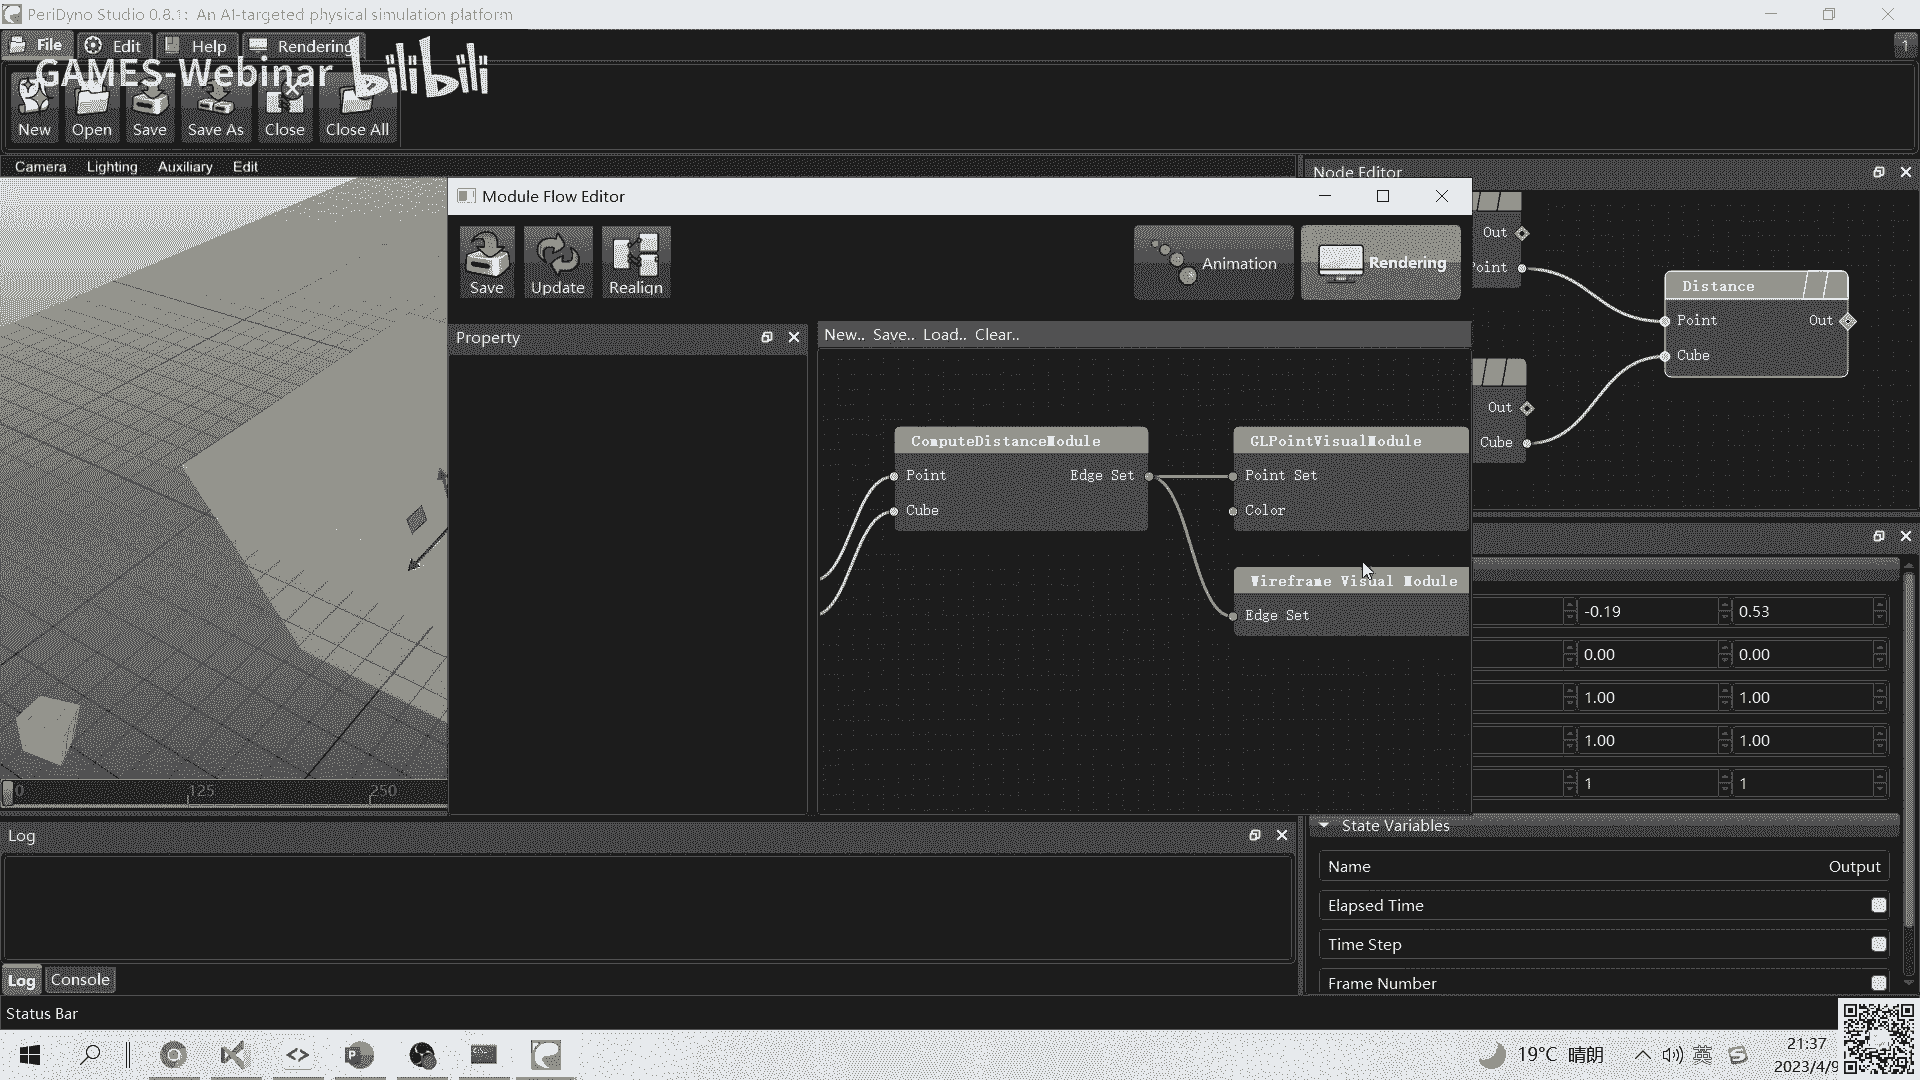 PeriDyno Studio 0.8.1: An AI-targeted physical simulation platform
File
Edit
Help
Rendering
1
GAMES-Webinar bilibili
New
Open
Save
Save As
Close
Close All
Camera
Lighting
Auxiliary
Edit
Node Editor
Module Flow Editor
Save
Update
Realign
Animation
Rendering
Out
Point
Distance
Point
Out
Cube
Out
Cube
Property
New.. Save.. Load.. Clear..
ComputeDistanceModule
Point
Edge Set
Cube
GLPointVisualModule
Point Set
Color
Wireframe Visual Module
Edge Set
-0.19
0.53
0.00
0.00
1.00
1.00
1.00
1.00
1
1
0
125
250
State Variables
Name
Output
Elapsed Time
Time Step
Frame Number
Log
Log
Console
Status Bar
19°C 晴朗
英
21:37
2023/4/9